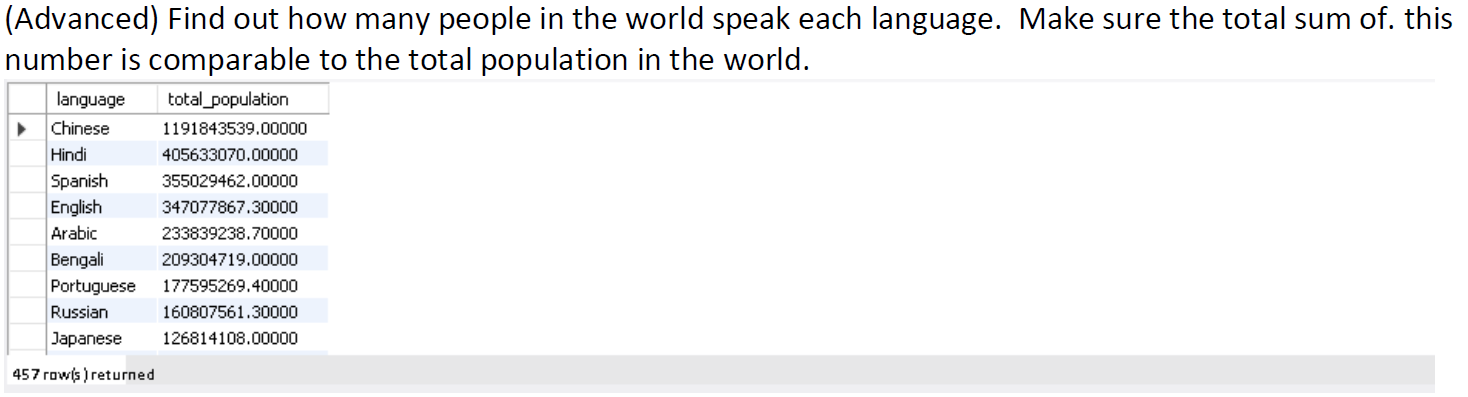 (Advanced) Find out how many people in the world speak each language. Make sure the total sum of. this
number is comparable to the total population in the world.
language total_population
Chinese 1191843539.00000
Hindi 405633070.00000
Spanish 355029462.00000
English 347077867.30000
Arabic 233839238.70000
Bengali 209304719.00000
Portuguese 177595269.40000
Russian 160807561.30000
Japanese 126814108.00000
457 row(s) returned